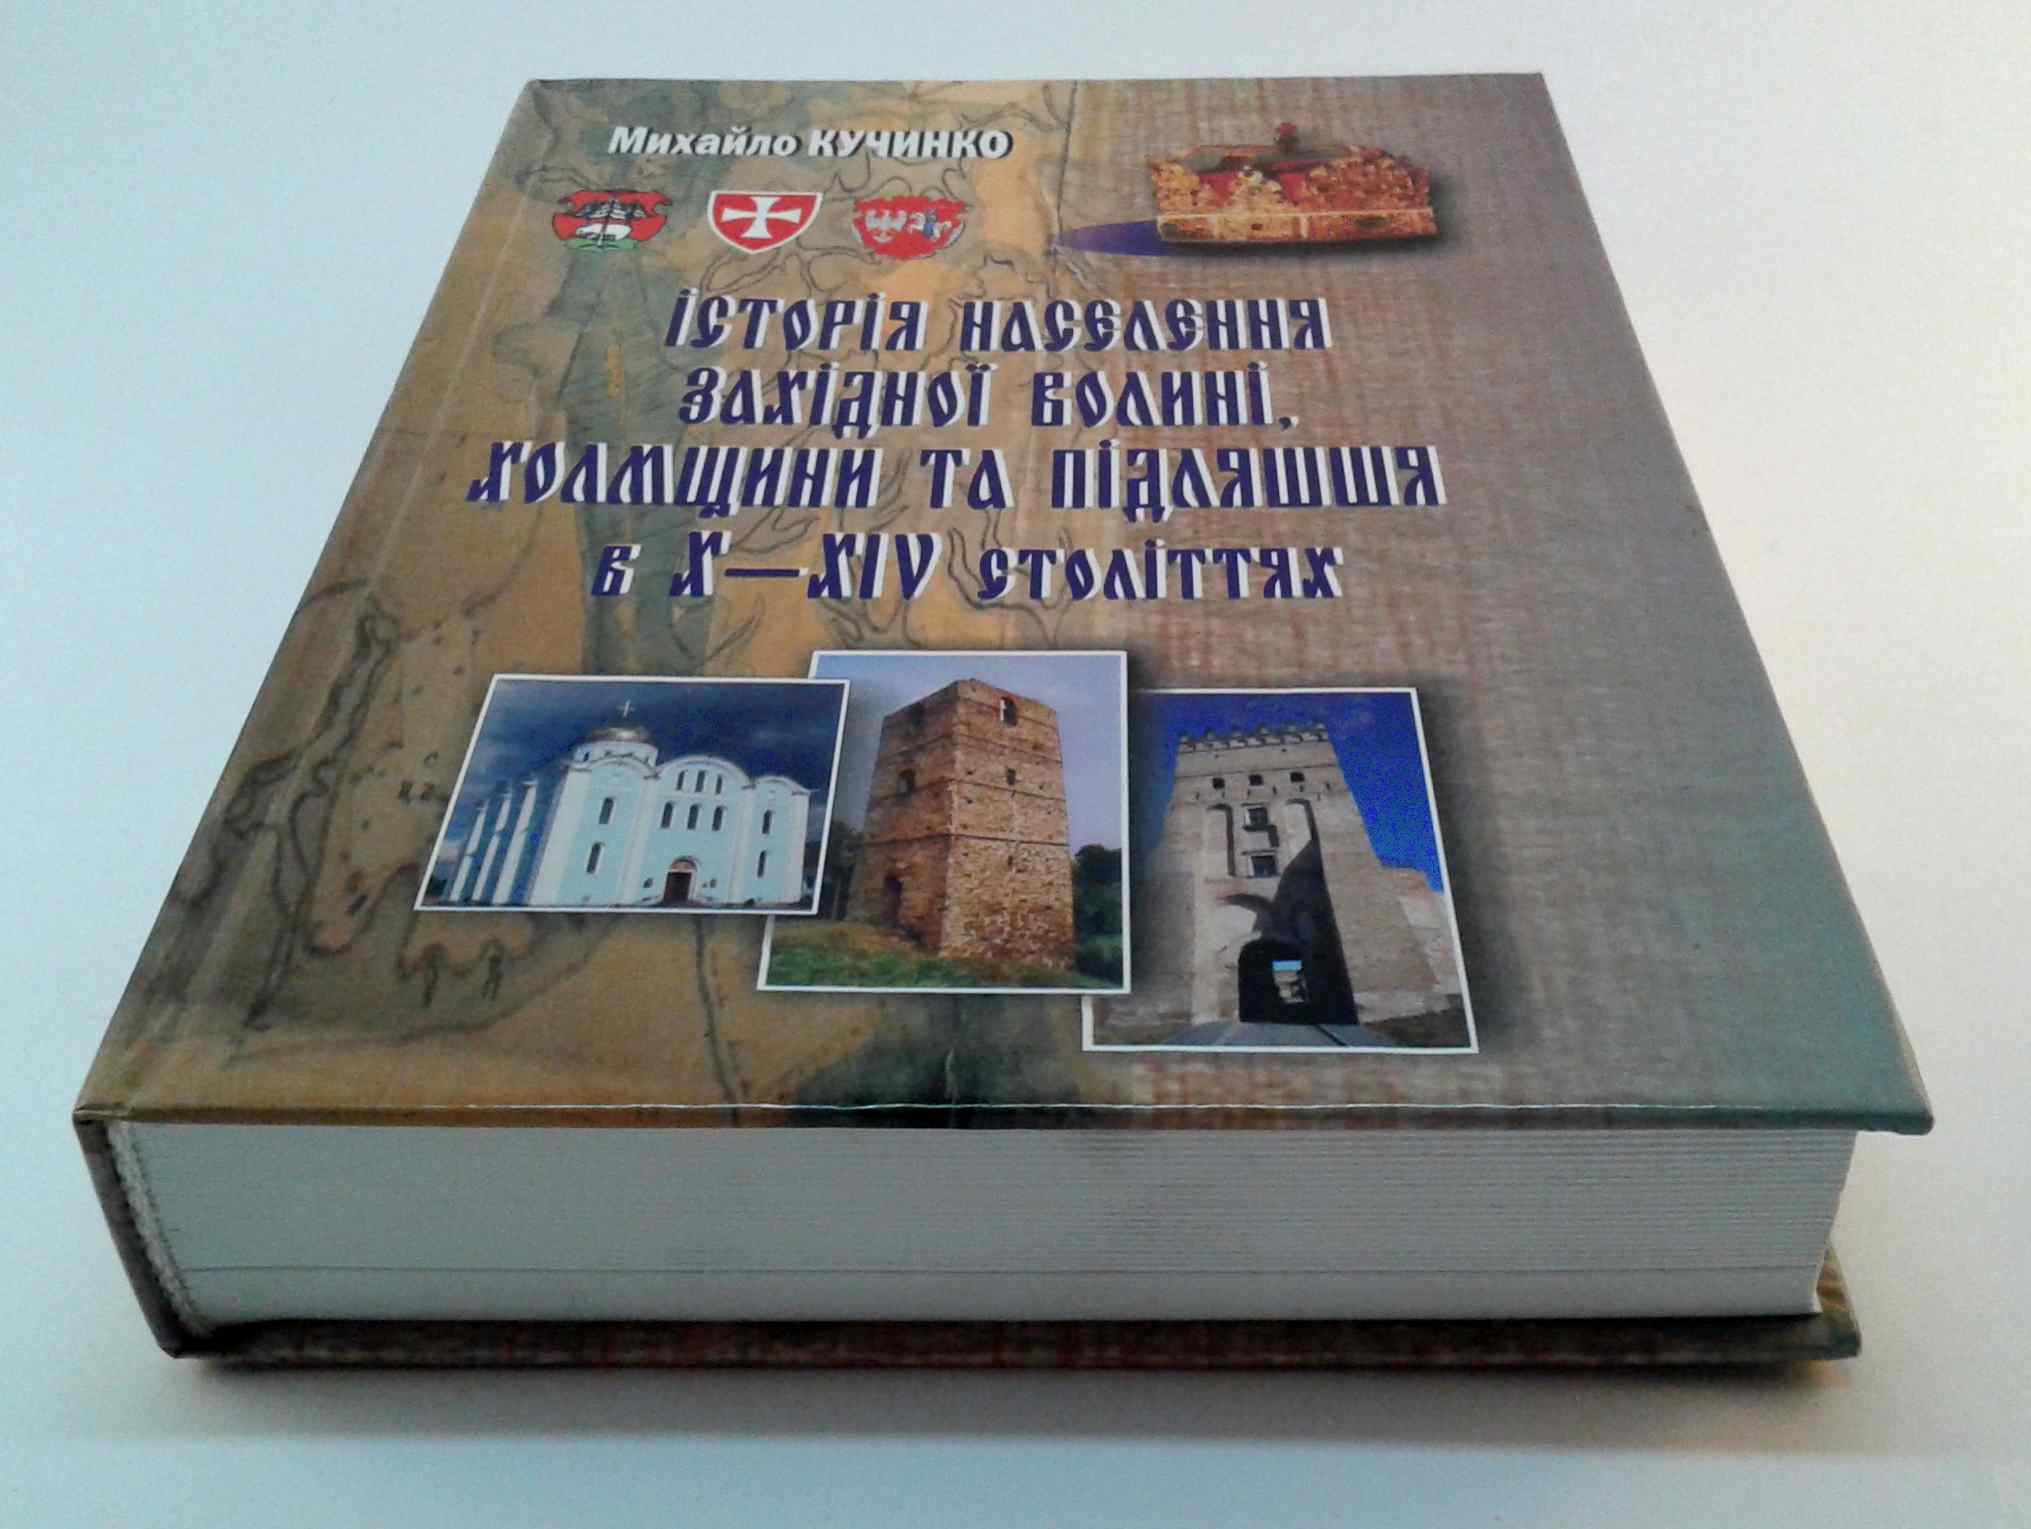 Михайло КУЧИНКО
історія населення
західної волині,
холмщини та підляшшя
в X—XIV століттях